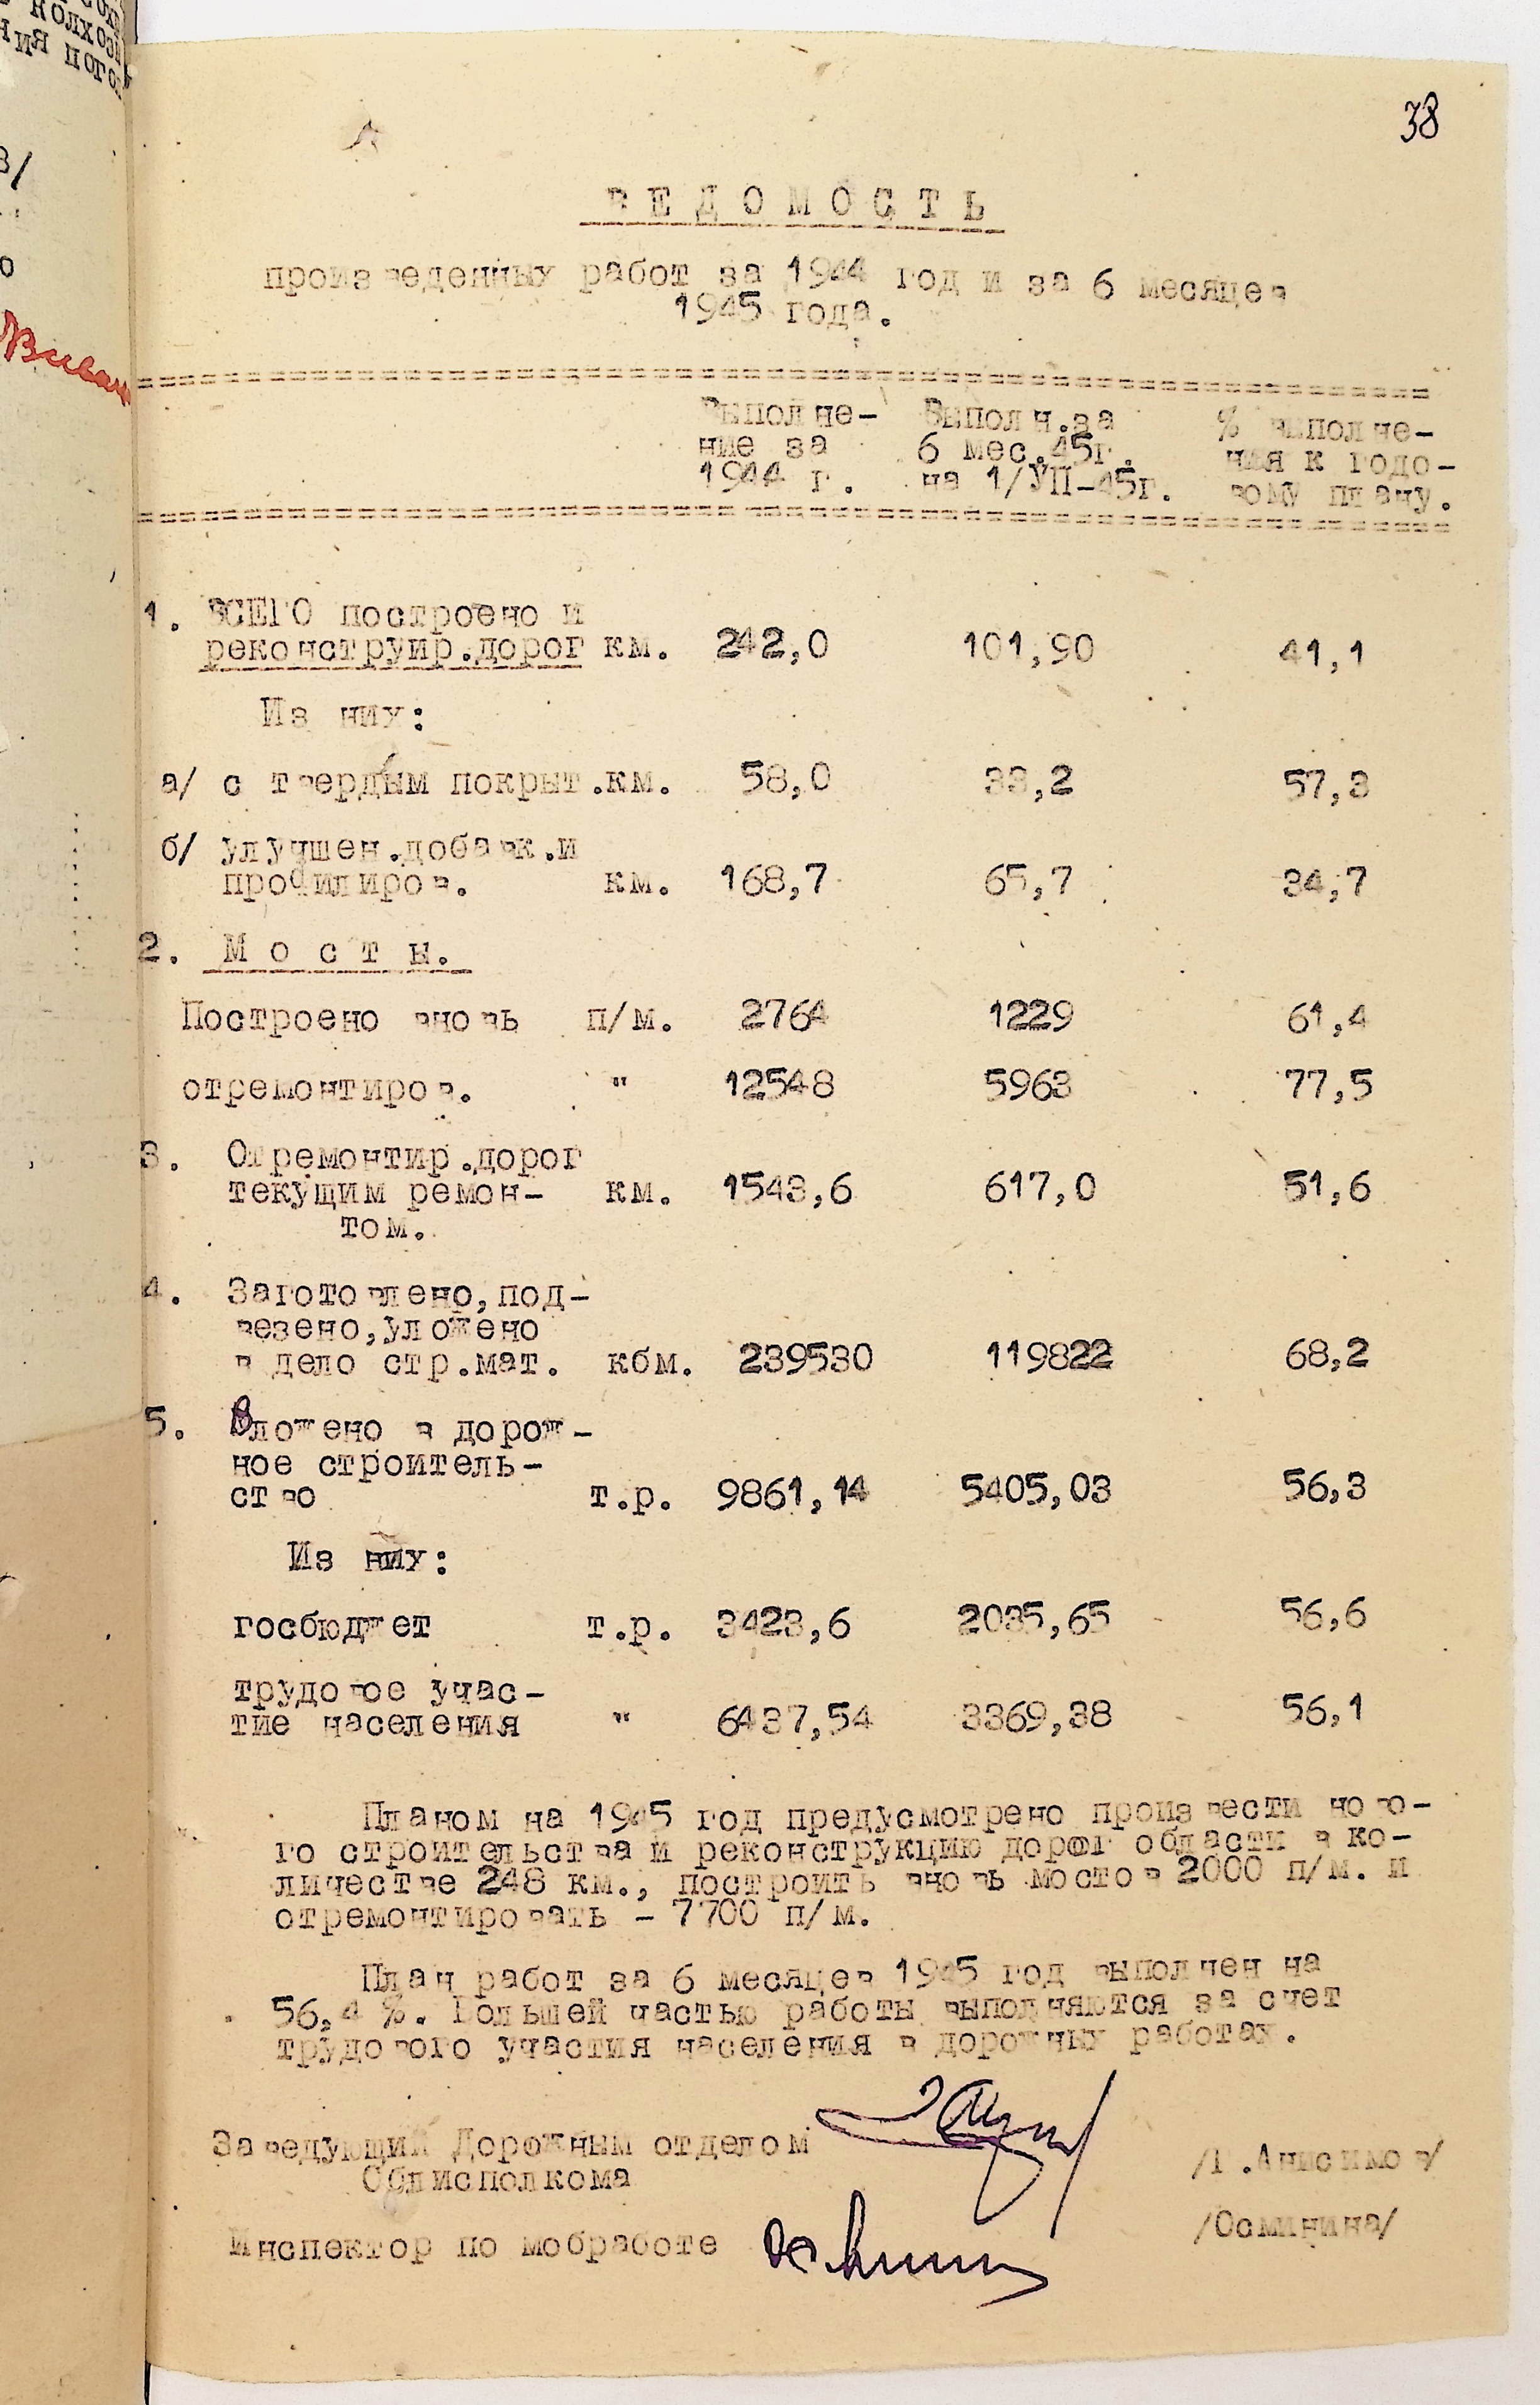 38
ВЕДОМОСТЬ
произведенных работ за 1944 год и за 6 месяцев
1945 года.
Выполне- Выполн.за % выполне-
ние за 6 мес.45г. ния к годо-
1944 г. на 1/УП-45г. вому плану.
1. ВСЕГО построено и
реконструир.дорог км. 242,0 101,90 41,1
Из них:
а/ с твердым покрыт.км. 58,0 33,2 57,3
б/ улучшен.добавк.и
профилиров. км. 168,7 65,7 34,7
2. Мосты.
Построено вновь п/м. 2764 1229 61,4
отремонтиров. " 12548 5963 77,5
3. Отремонтир.дорог
текущим ремон- км. 1543,6 617,0 51,6
том.
4. Заготовлено,под-
везено,уложено
в дело стр.мат. кбм. 239530 119822 68,2
5. Вложено в дорож-
ное строитель-
ство т.р. 9861,14 5405,03 56,3
Из них:
госбюджет т.р. 3423,6 2035,65 56,6
трудовое учас-
тие населения " 6437,54 3369,38 56,1
Планом на 1945 год предусмотрено произвести ново-
го строительства и реконструкцию дорог области в ко-
личестве 248 км., построить вновь мостов 2000 п/м. и
отремонтировать - 7700 п/м.
План работ за 6 месяцев 1945 год выполнен на
56,4 %. Большей частью работы выполняются за счет
трудового участия населения в дорожных работах.
Заведующий Дорожным отделом
Облисполкома /Г.Анисимов/
Инспектор по мобработе /Осминина/